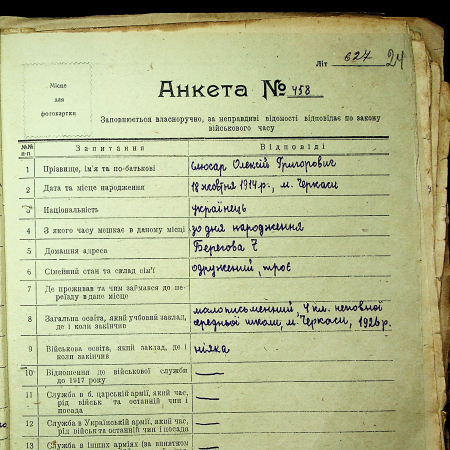 Літ 627 24
Місце
для
фотокартки
Анкета № 458
Заповнюється власноручно, за неправдиві відомості відповідає по закону
військового часу
№№ п-п Запитання Відповіді
1 Прізвище, ім'я та по-батькові Слюсар Олексій Григорович
2 Дата та місце народження 18 жовтня 1914 р., м. Черкаси
3 Національність українець
4 З якого часу мешкає в даному місці зо дня народження
5 Домашня адреса Берегова 7
6 Сімейний стан та склад сім'ї одружений, троє
7 Де проживав та чим займався до пе-
реїзду в дане місце
8 Загальна освіта, який учбовий заклад,
де і коли закінчив
малописьменний, 4 кл. неповної
середньої школи, м. Черкаси, 1926 р.
9 Військова освіта, який заклад, де і
коли закінчив
ніяка
10 Відношення до військової служби
до 1917 року —
11 Служба в б. царській армії, який час,
рід військ та останній чин і
посада —
12 Служба в Українській армії, який час,
рід військ та останній чин і посада —
13 Служба в інших арміях (за винятком